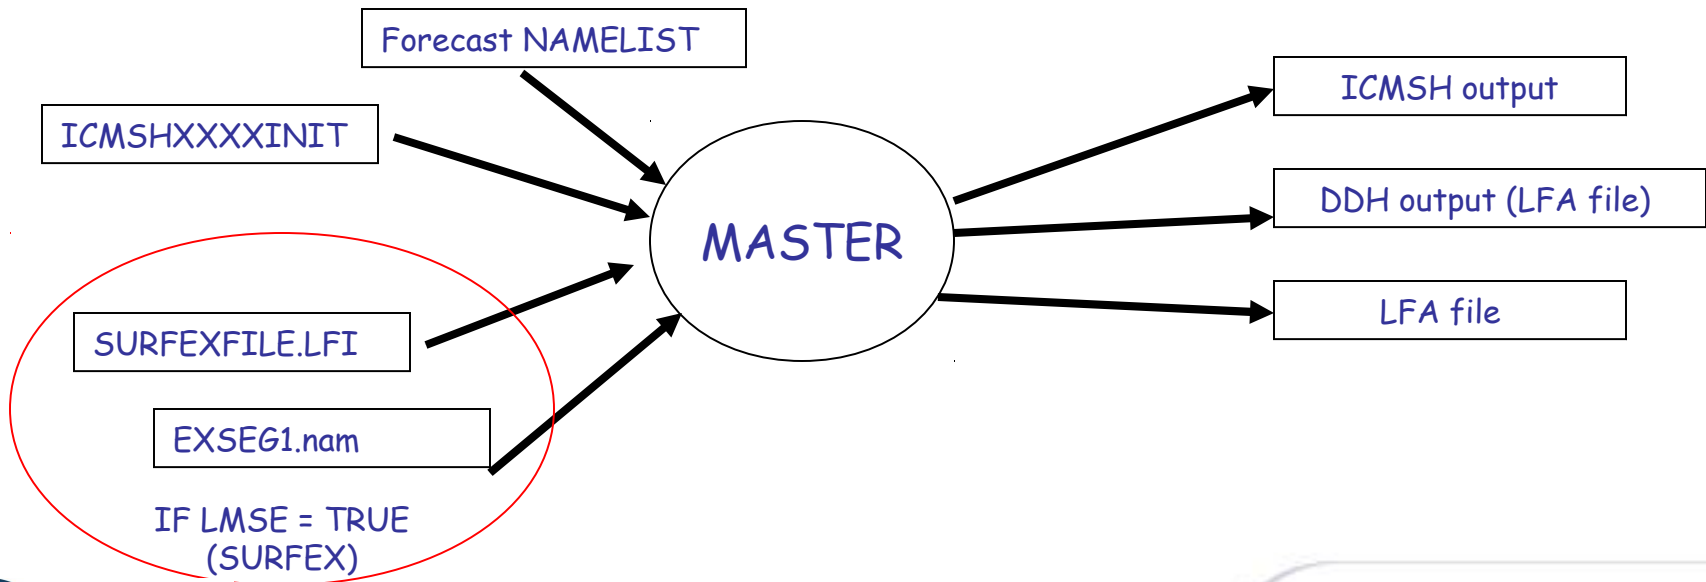 Forecast NAMELIST
ICMSHXXXXINIT
SURFEXFILE.LFI
EXSEG1.nam
IF LMSE = TRUE
(SURFEX)
MASTER
ICMSH output
DDH output (LFA file)
LFA file